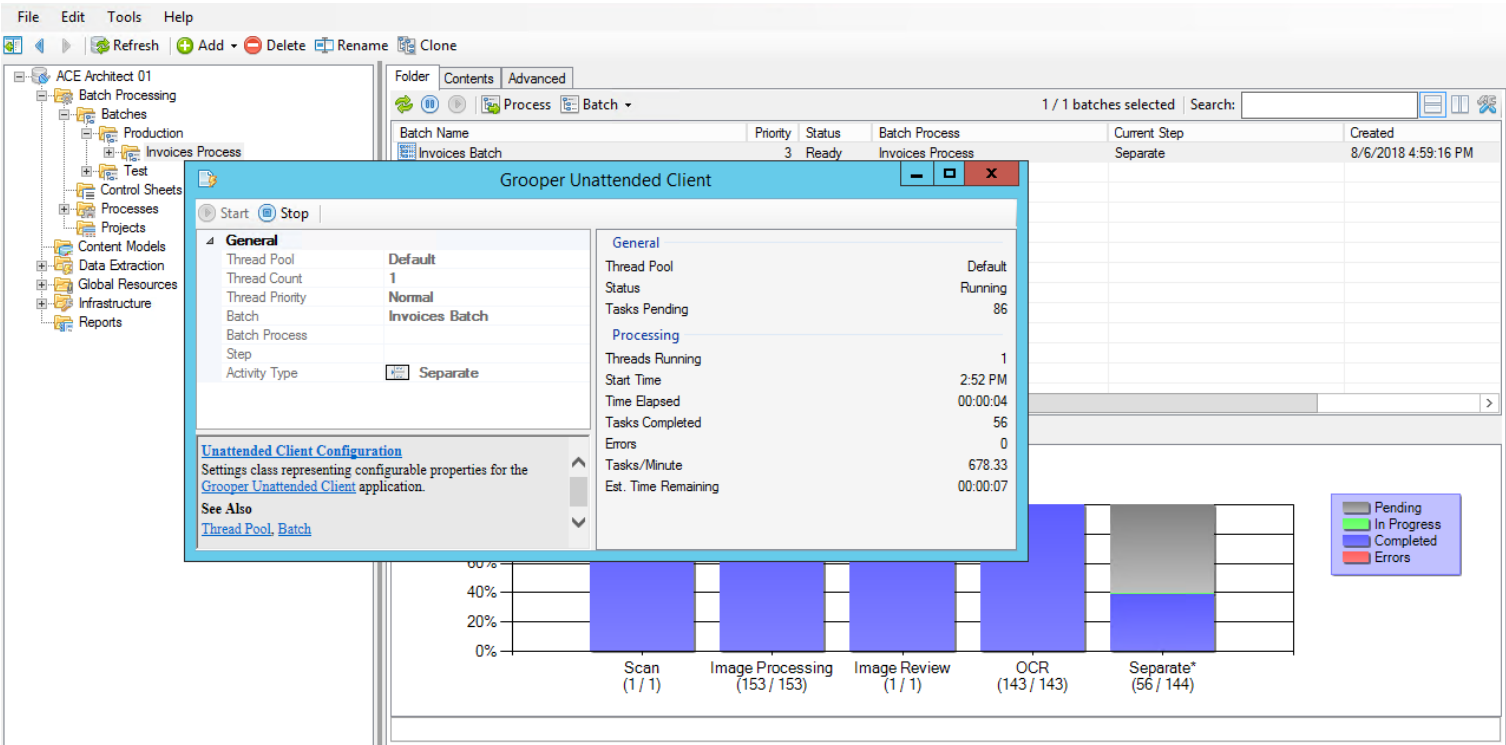 File Edit Tools Help
Refresh Add Delete Rename Clone
ACE Architect 01
Batch Processing
Batches
Production
Invoices Process
Test
Control Sheets
Processes
Projects
Content Models
Data Extraction
Global Resources
Infrastructure
Reports
Folder Contents Advanced
Process Batch 1 / 1 batches selected Search:
Batch Name Priority Status Batch Process Current Step Created
Invoices Batch 3 Ready Invoices Process Separate 8/6/2018 4:59:16 PM
Grooper Unattended Client
Start Stop
General
Thread Pool Default
Thread Count 1
Thread Priority Normal
Batch Invoices Batch
Batch Process
Step
Activity Type Separate
Unattended Client Configuration
Settings class representing configurable properties for the
Grooper Unattended Client application.
See Also
Thread Pool, Batch
General
Thread Pool Default
Status Running
Tasks Pending 86
Processing
Threads Running 1
Start Time 2:52 PM
Time Elapsed 00:00:04
Tasks Completed 56
Errors 0
Tasks/Minute 678.33
Est. Time Remaining 00:00:07
Pending
In Progress
Completed
Errors
60%
40%
20%
0%
Scan Image Processing Image Review OCR Separate*
(1 / 1) (153 / 153) (1 / 1) (143 / 143) (56 / 144)